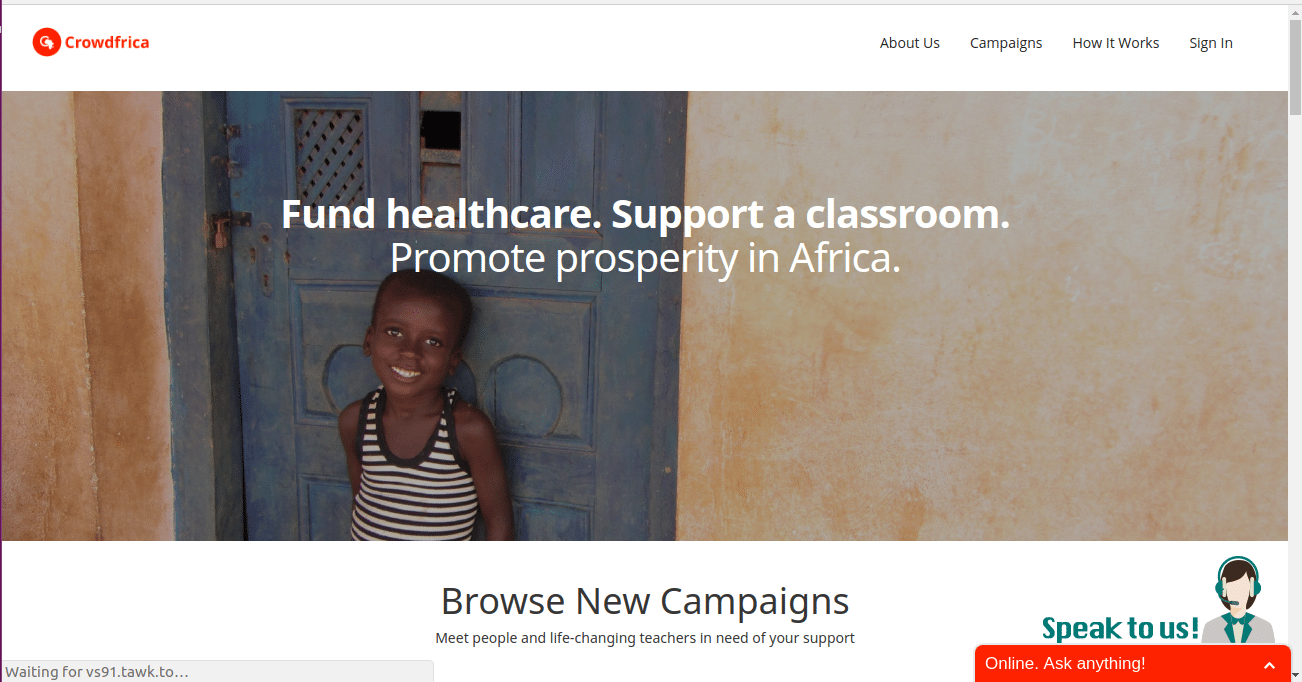 Crowdfrica
About Us
Campaigns
How It Works
Sign In
Fund healthcare. Support a classroom.
Promote prosperity in Africa.
Browse New Campaigns
Meet people and life-changing teachers in need of your support
Speak to us!
Online. Ask anything!
Waiting for vs91.tawk.to…